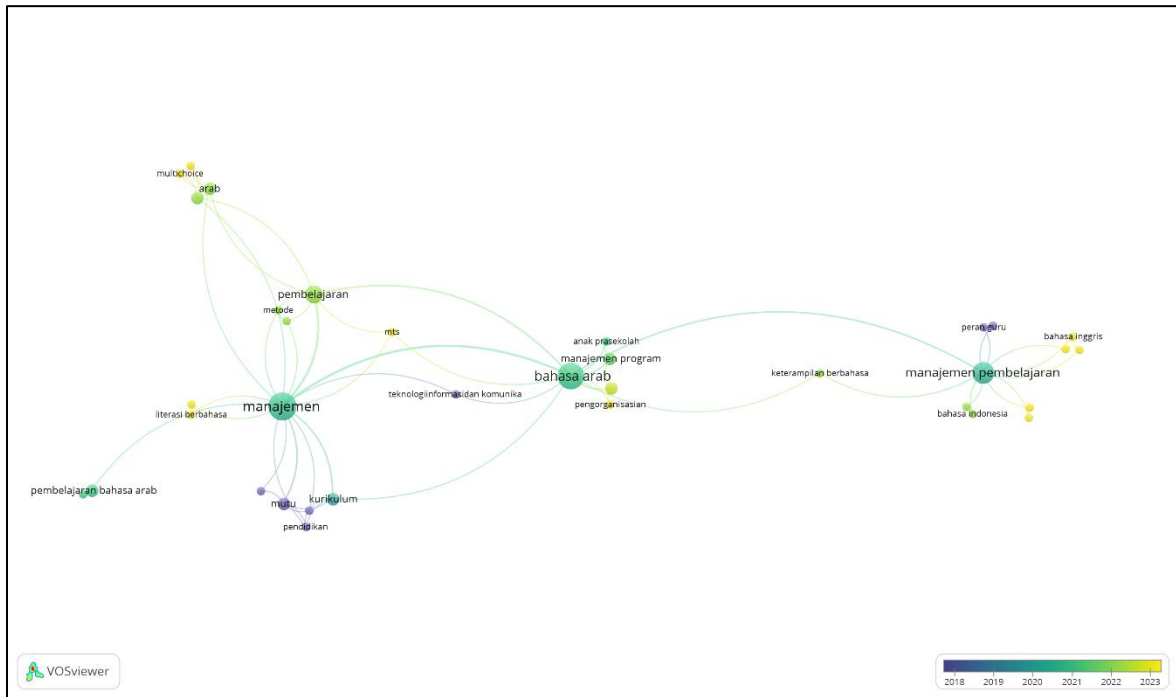 multichoice
arab
pembelajaran
metode
mts
anak prasekolah
manajemen program
bahasa arab
pengorganisasian
teknologiinformasidan komunika
keterampilan berbahasa
peran guru
bahasa inggris
manajemen pembelajaran
bahasa indonesia
manajemen
literasi berbahasa
pembelajaran bahasa arab
mutu
kurikulum
pendidikan
VOSviewer
2018 2019 2020 2021 2022 2023